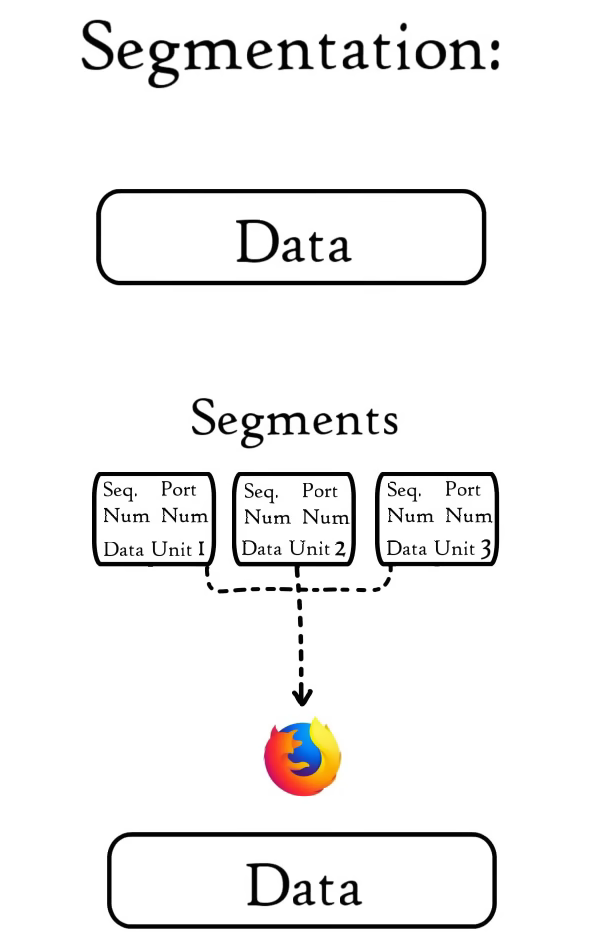 Segmentation:
Data
Segments
Seq. Port
Num Num
Data Unit 1
Seq. Port
Num Num
Data Unit 2
Seq. Port
Num Num
Data Unit 3
Data